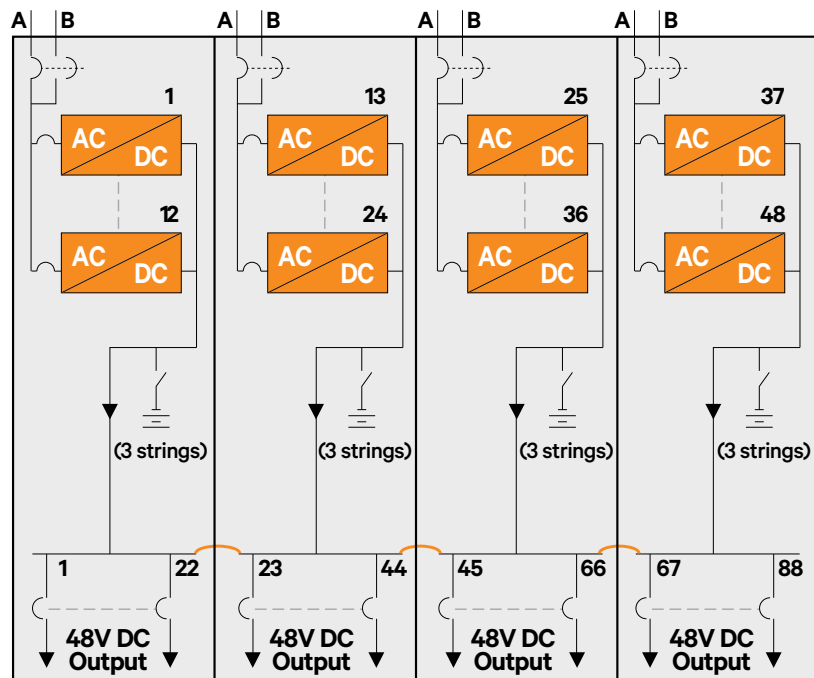 A B A B A B A B
1 13 25 37
AC AC AC AC
DC DC DC DC
12 24 36 48
AC AC AC AC
DC DC DC DC
(3 strings) (3 strings) (3 strings) (3 strings)
1 22 23 44 45 66 67 88
48V DC 48V DC 48V DC 48V DC
Output Output Output Output